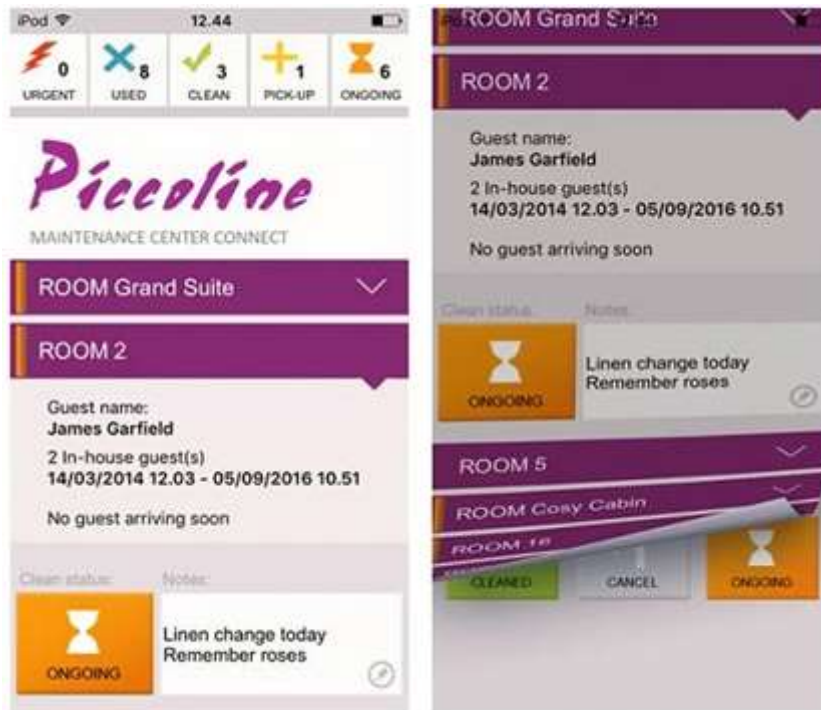 iPod 12.44
0 8 3 1 6
URGENT USED CLEAN PICK-UP ONGOING
Piccoline
MAINTENANCE CENTER CONNECT
ROOM Grand Suite
ROOM 2
Guest name:
James Garfield
2 In-house guest(s)
14/03/2014 12.03 - 05/09/2016 10.51
No guest arriving soon
Clean status: Notes:
ONGOING
Linen change today
Remember roses
ROOM Grand Suite
ROOM 2
Guest name:
James Garfield
2 In-house guest(s)
14/03/2014 12.03 - 05/09/2016 10.51
No guest arriving soon
Clean status: Notes:
ONGOING
Linen change today
Remember roses
ROOM 5
ROOM Cosy Cabin
ROOM 16
CLEANED CANCEL ONGOING